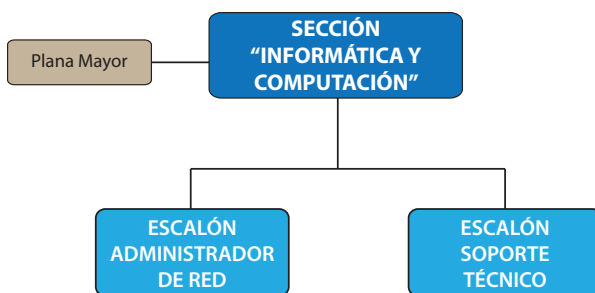 SECCIÓN
“INFORMÁTICA Y
COMPUTACIÓN”
Plana Mayor
ESCALÓN
ADMINISTRADOR
DE RED
ESCALÓN
SOPORTE
TÉCNICO